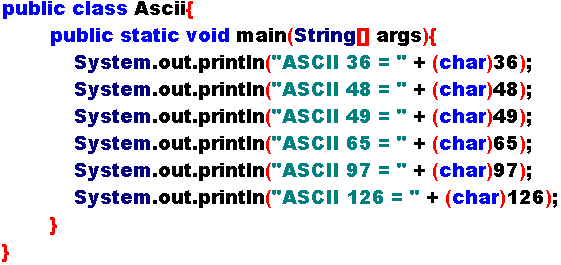 public class Ascii{
public static void main(String[] args){
System.out.println("ASCII 36 = " + (char)36);
System.out.println("ASCII 48 = " + (char)48);
System.out.println("ASCII 49 = " + (char)49);
System.out.println("ASCII 65 = " + (char)65);
System.out.println("ASCII 97 = " + (char)97);
System.out.println("ASCII 126 = " + (char)126);
}
}